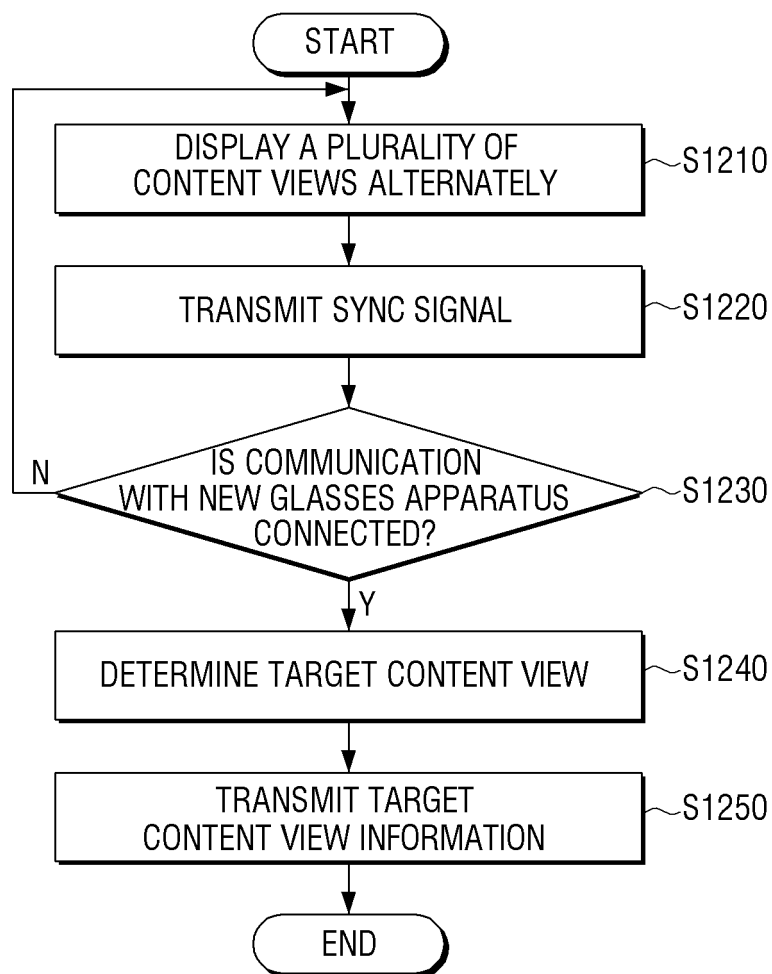 START
DISPLAY A PLURALITY OF
CONTENT VIEWS ALTERNATELY
S1210
TRANSMIT SYNC SIGNAL
S1220
IS COMMUNICATION
WITH NEW GLASSES APPARATUS
CONNECTED?
S1230
N
Y
DETERMINE TARGET CONTENT VIEW
S1240
TRANSMIT TARGET
CONTENT VIEW INFORMATION
S1250
END